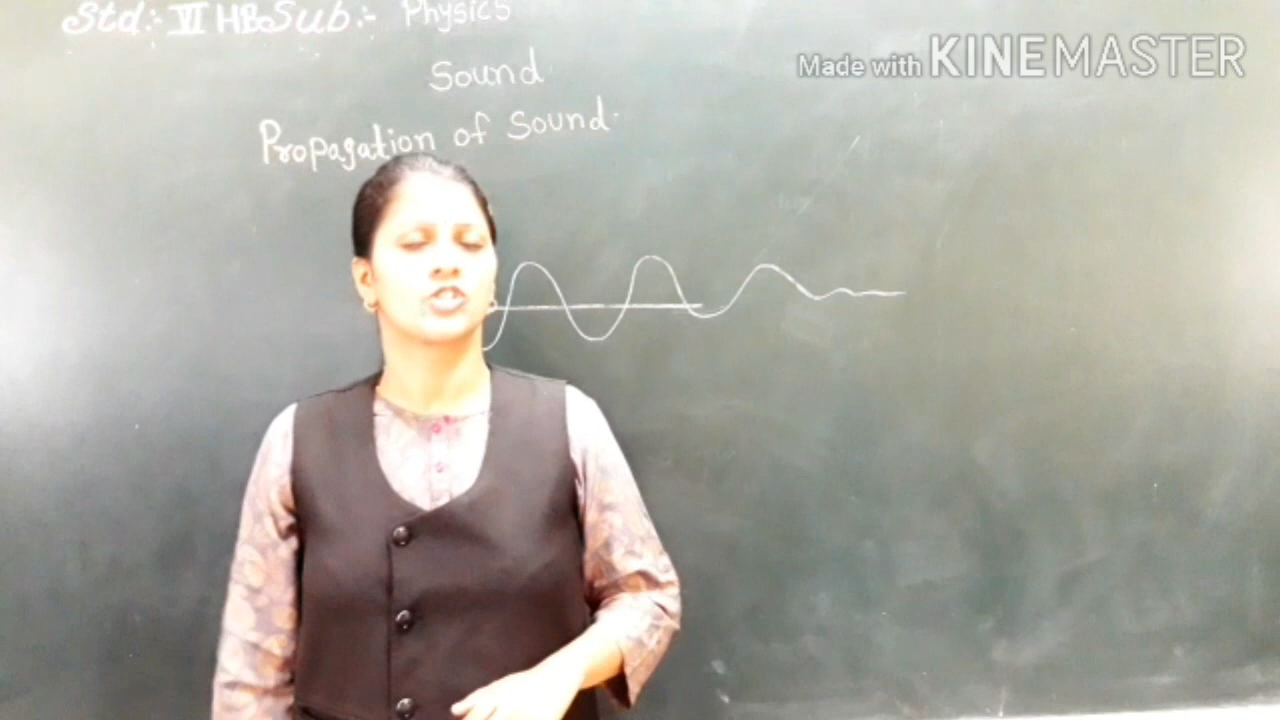 Std:- VI HB Sub:- Physics
Made with KINEMASTER
Sound
Propagation of Sound.